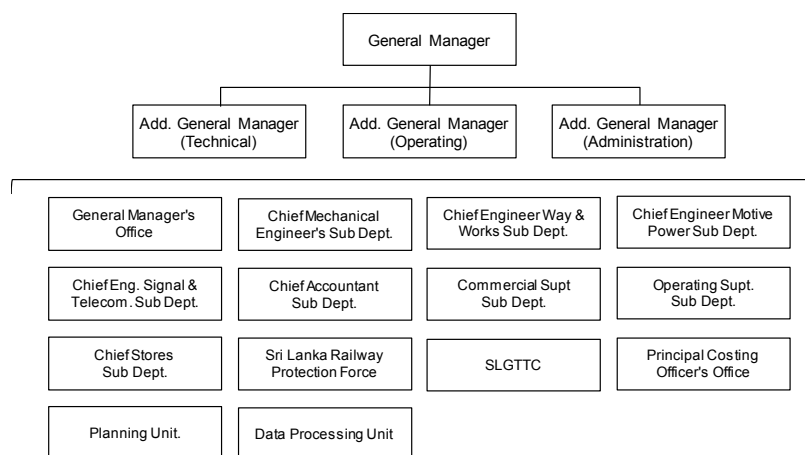 General Manager
Add. General Manager
(Technical)
Add. General Manager
(Operating)
Add. General Manager
(Administration)
General Manager's
Office
Chief Mechanical
Engineer's Sub Dept.
Chief Engineer Way &
Works Sub Dept.
Chief Engineer Motive
Power Sub Dept.
Chief Eng. Signal &
Telecom. Sub Dept.
Chief Accountant
Sub Dept.
Commercial Supt
Sub Dept.
Operating Supt.
Sub Dept.
Chief Stores
Sub Dept.
Sri Lanka Railway
Protection Force
SLGTTC
Principal Costing
Officer's Office
Planning Unit.
Data Processing Unit